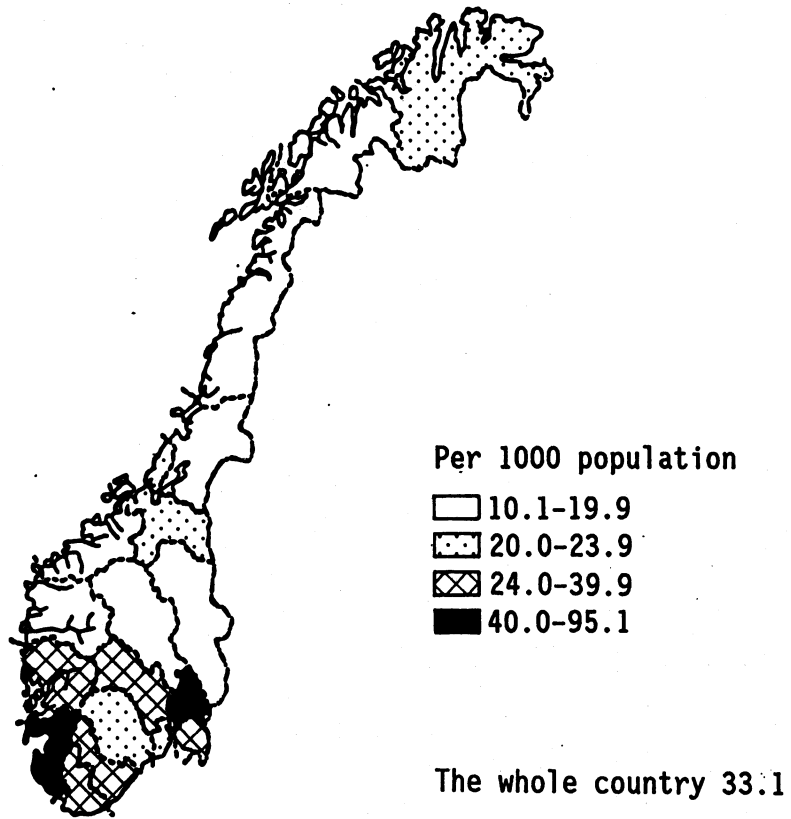 Per 1000 population
10.1-19.9
20.0-23.9
24.0-39.9
40.0-95.1
The whole country 33.1